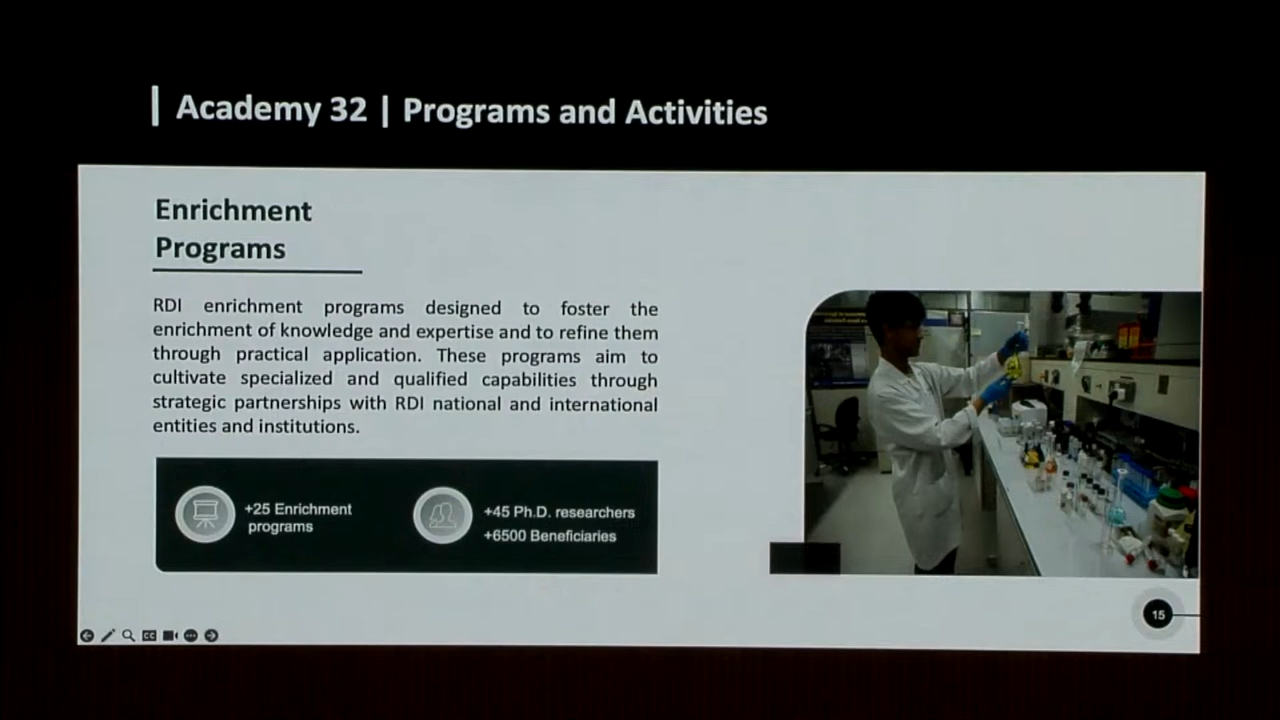 Academy 32 | Programs and Activities
Enrichment
Programs
RDI enrichment programs designed to foster the
enrichment of knowledge and expertise and to refine them
through practical application. These programs aim to
cultivate specialized and qualified capabilities through
strategic partnerships with RDI national and international
entities and institutions.
+25 Enrichment
programs
+45 Ph.D. researchers
+6500 Beneficiaries
15
CC